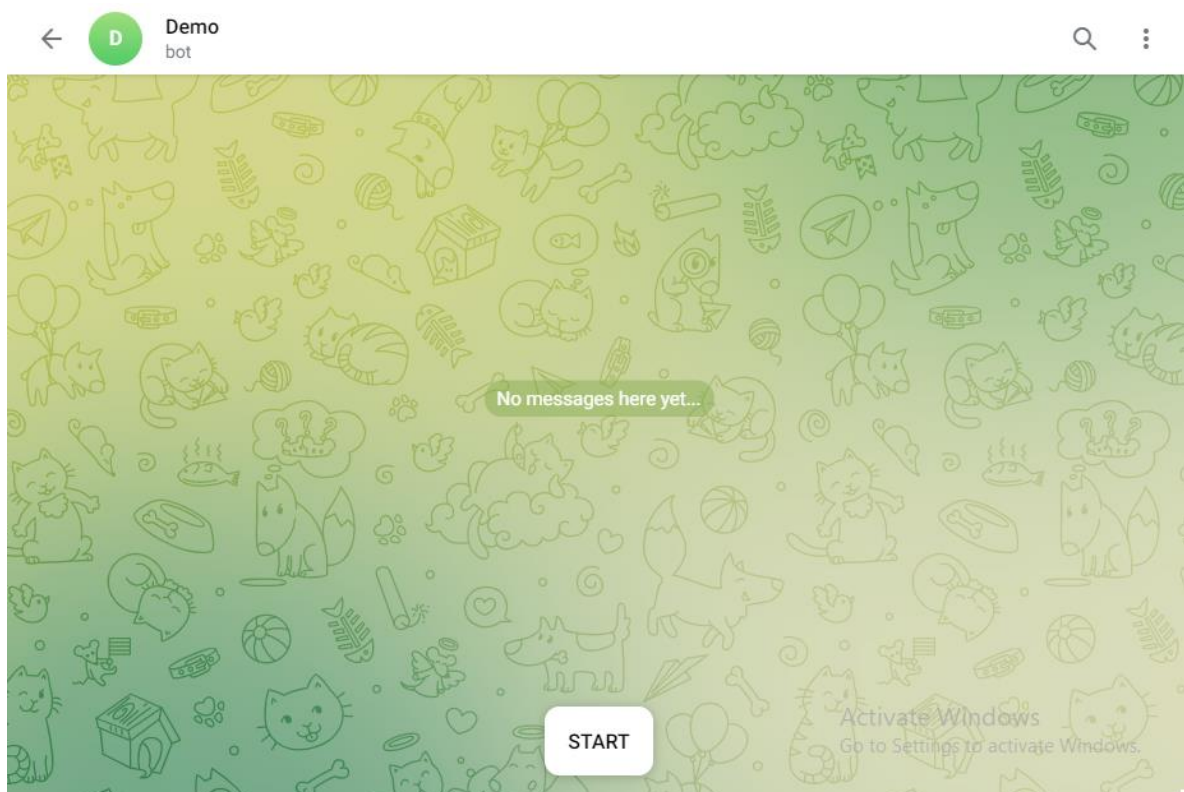 D
Demo
bot
No messages here yet...
START
Activate Windows
Go to Settings to activate Windows.